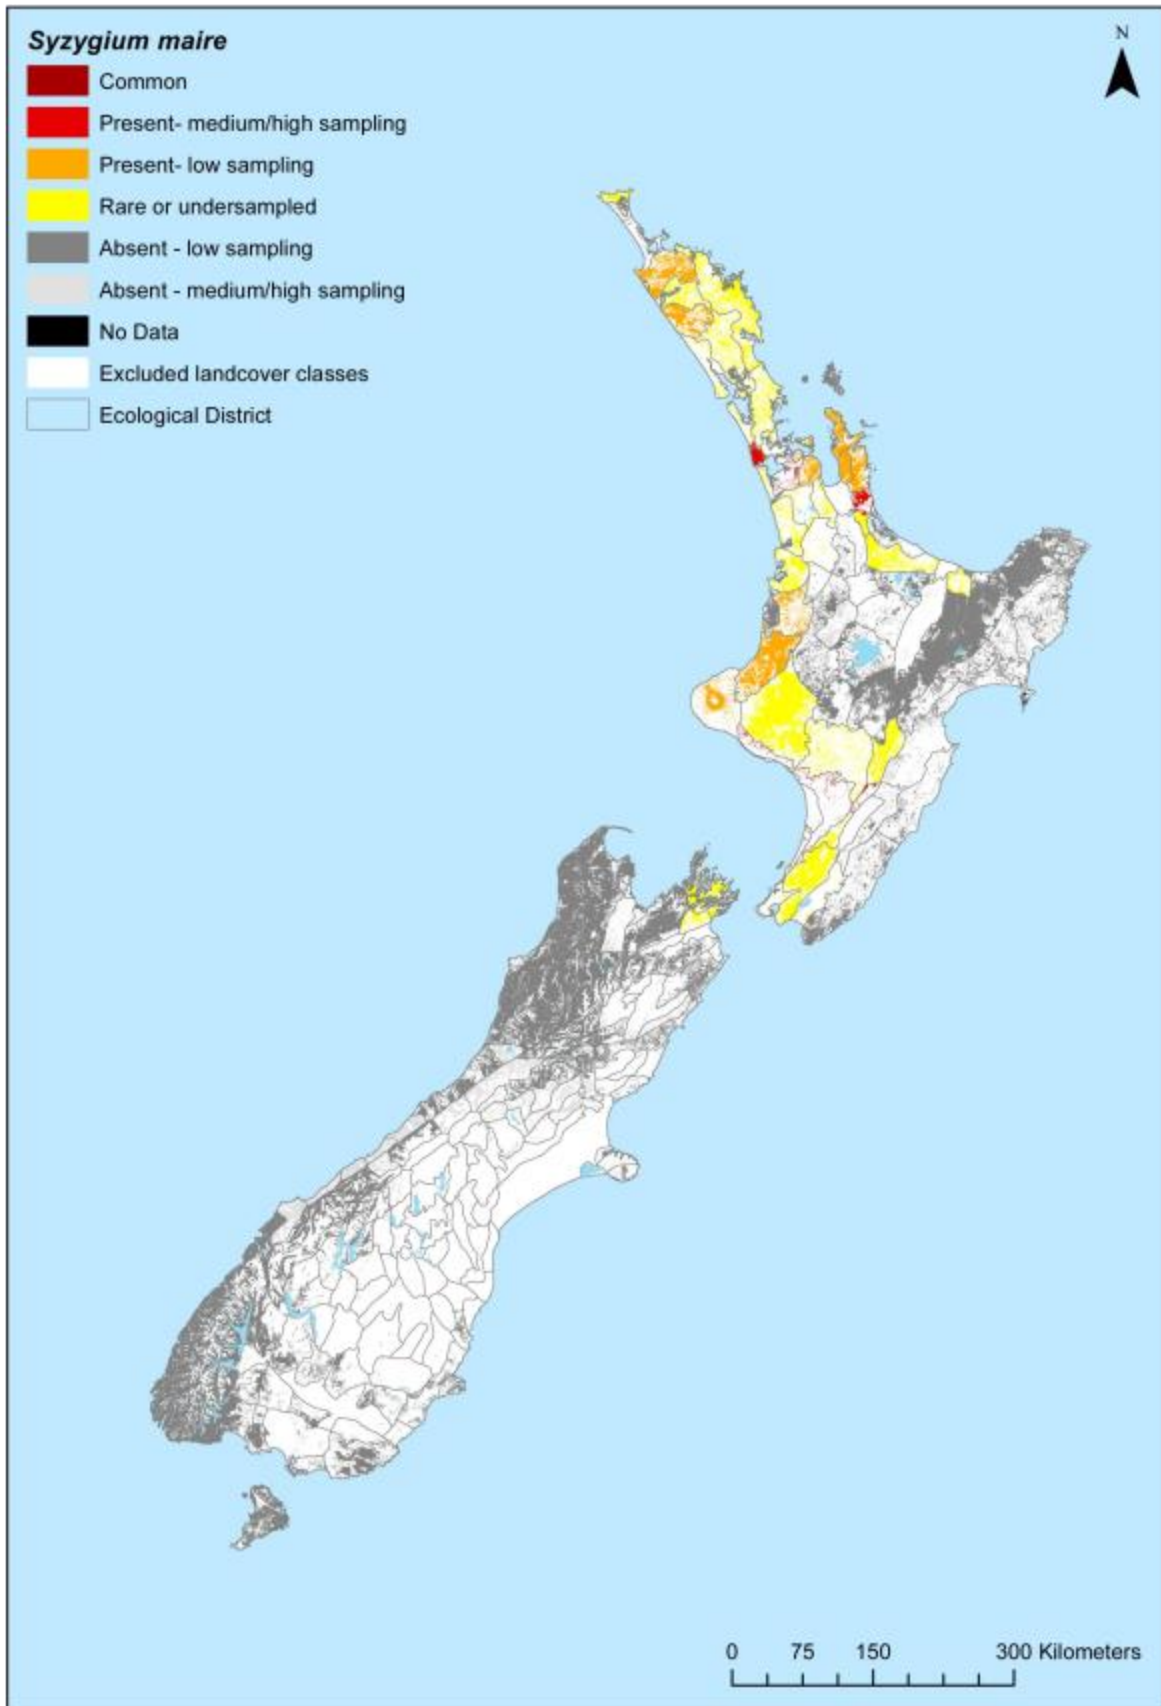 Syzygium maire
Common
Present- medium/high sampling
Present- low sampling
Rare or undersampled
Absent - low sampling
Absent - medium/high sampling
No Data
Excluded landcover classes
Ecological District
N
0 75 150 300 Kilometers